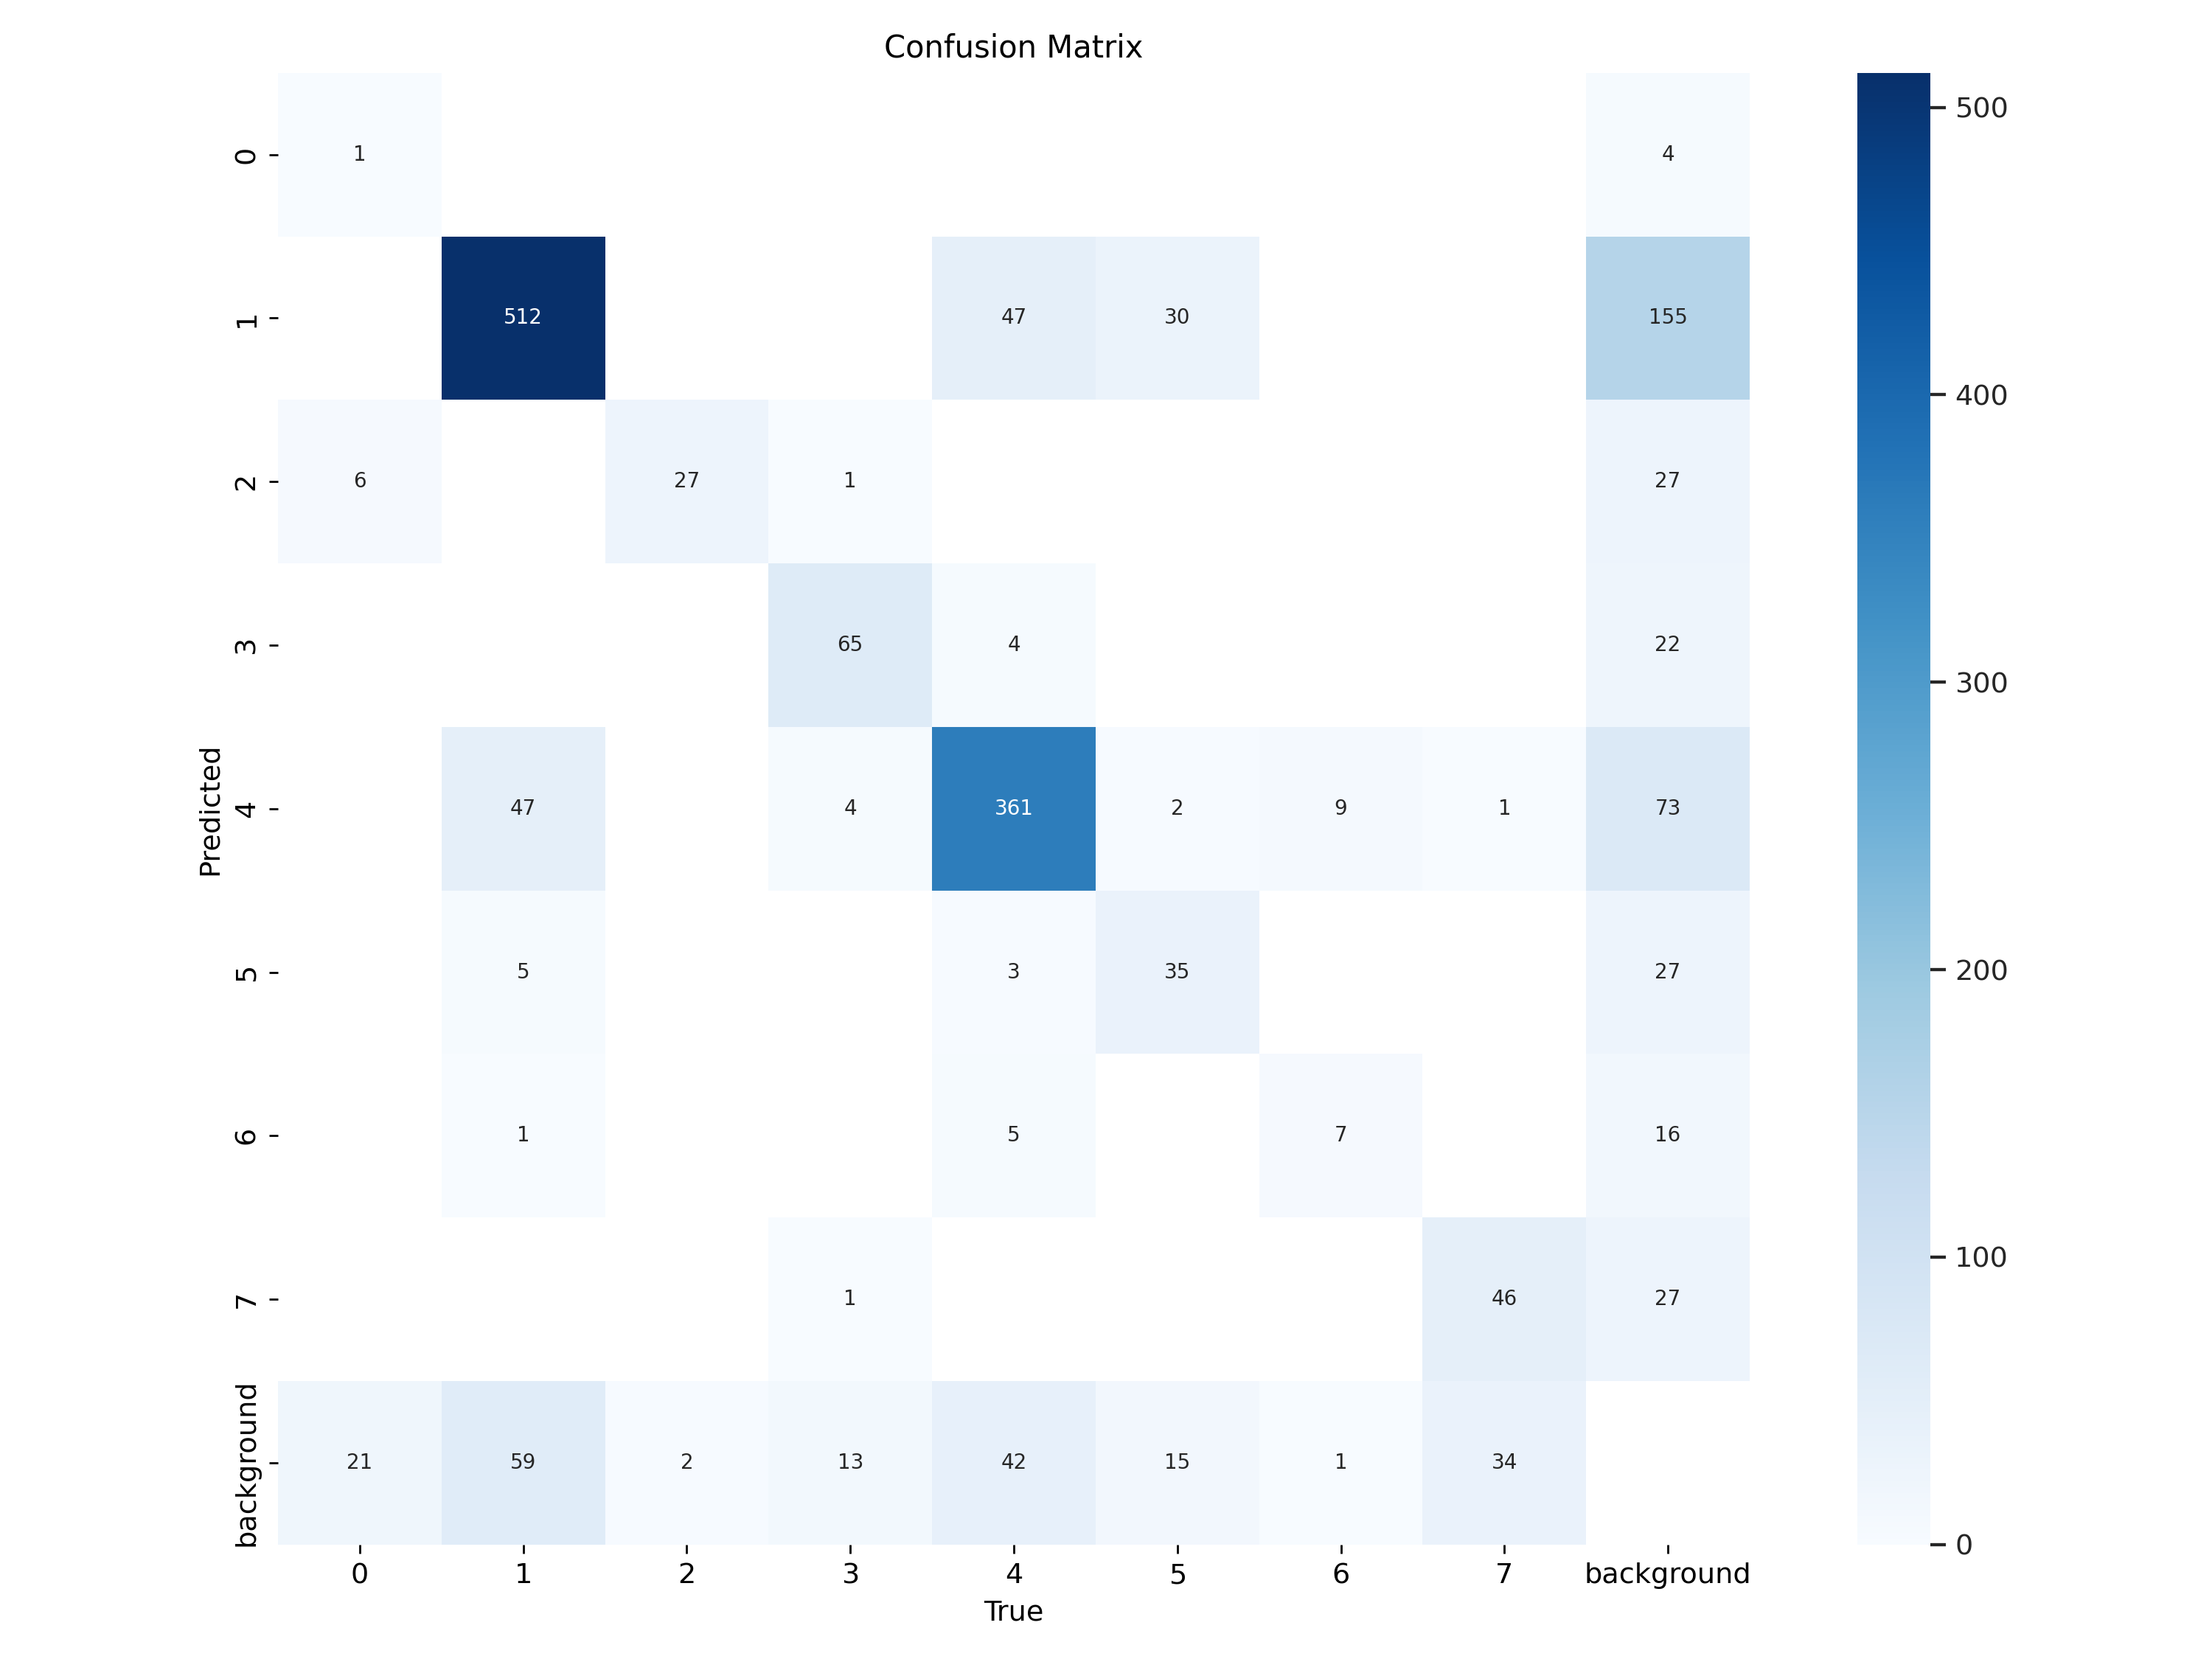 Confusion Matrix
0 1 4
1 512 47 30 155
2 6 27 1 27
3 65 4 22
4 47 4 361 2 9 1 73
5 5 3 35 27
6 1 5 7 16
7 1 46 27
background 21 59 2 13 42 15 1 34
0 1 2 3 4 5 6 7 background
True
Predicted
500
400
300
200
100
0